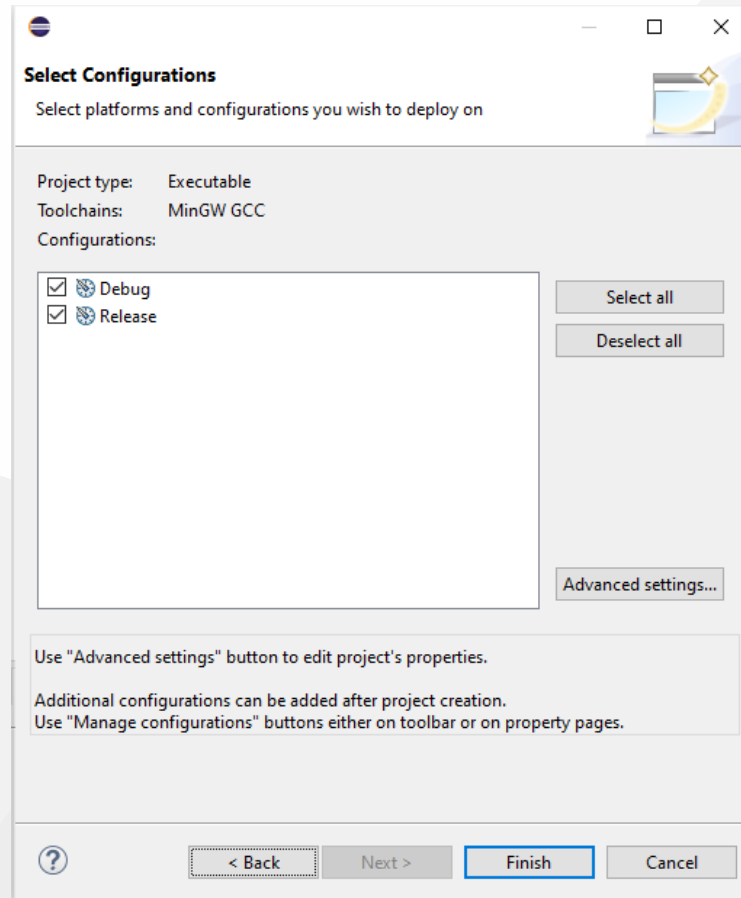 Select Configurations
Select platforms and configurations you wish to deploy on
Project type: Executable
Toolchains: MinGW GCC
Configurations:
Debug
Release
Select all
Deselect all
Advanced settings...
Use "Advanced settings" button to edit project's properties.
Additional configurations can be added after project creation.
Use "Manage configurations" buttons either on toolbar or on property pages.
? < Back Next > Finish Cancel